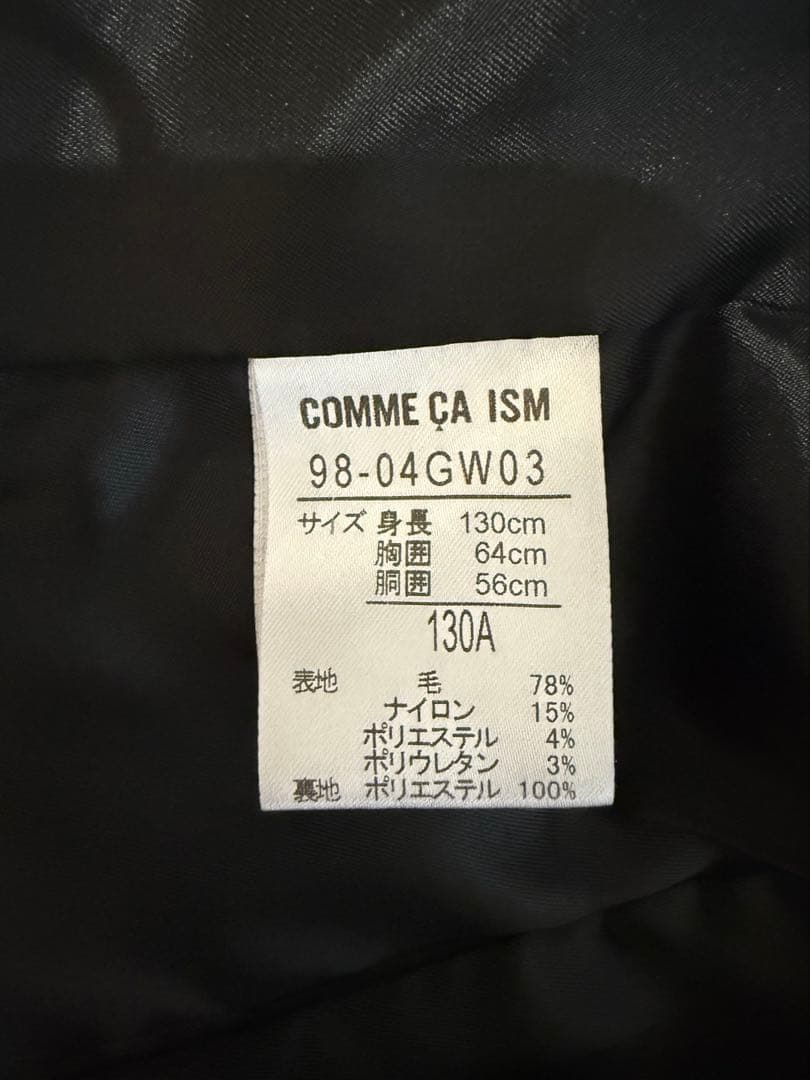 COMME ÇA ISM
98-04GW03
サイズ 身長 130cm
胸囲 64cm
胴囲 56cm
130A
表地 毛 78%
ナイロン 15%
ポリエステル 4%
ポリウレタン 3%
裏地 ポリエステル 100%